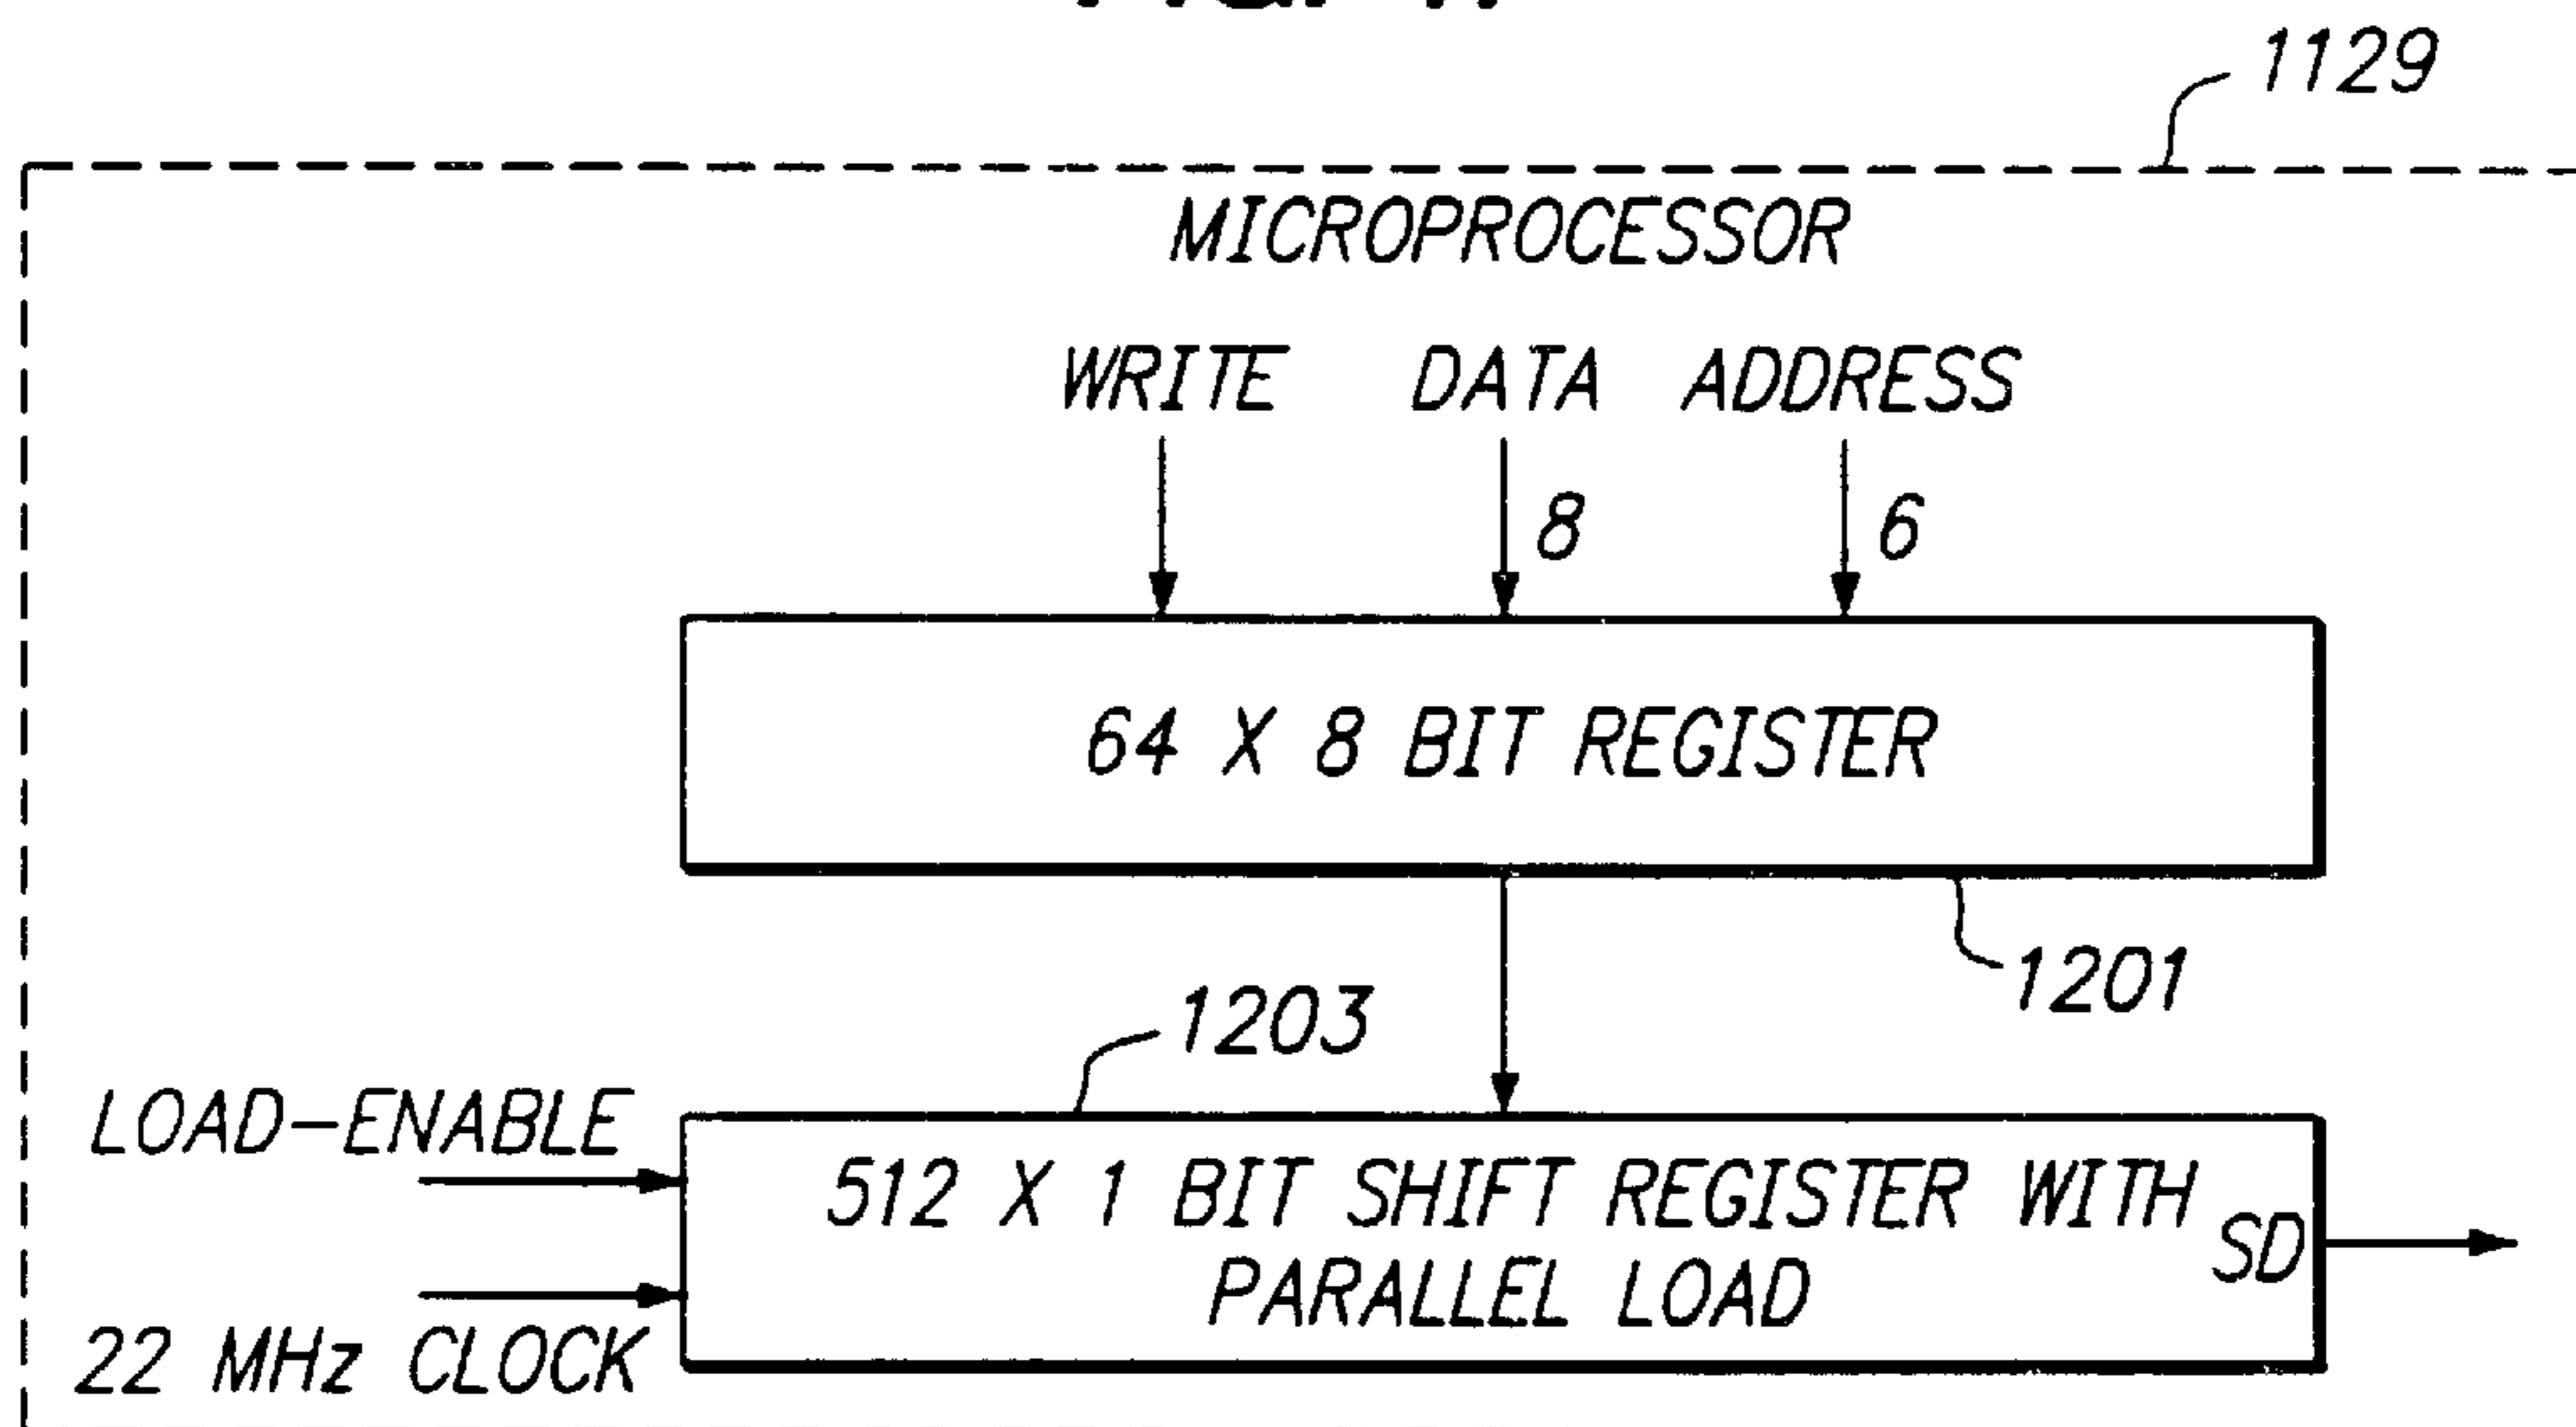 1129
MICROPROCESSOR
WRITE DATA ADDRESS
8 6
64 X 8 BIT REGISTER
1201
1203
LOAD-ENABLE
512 X 1 BIT SHIFT REGISTER WITH
SD
PARALLEL LOAD
22 MHz CLOCK